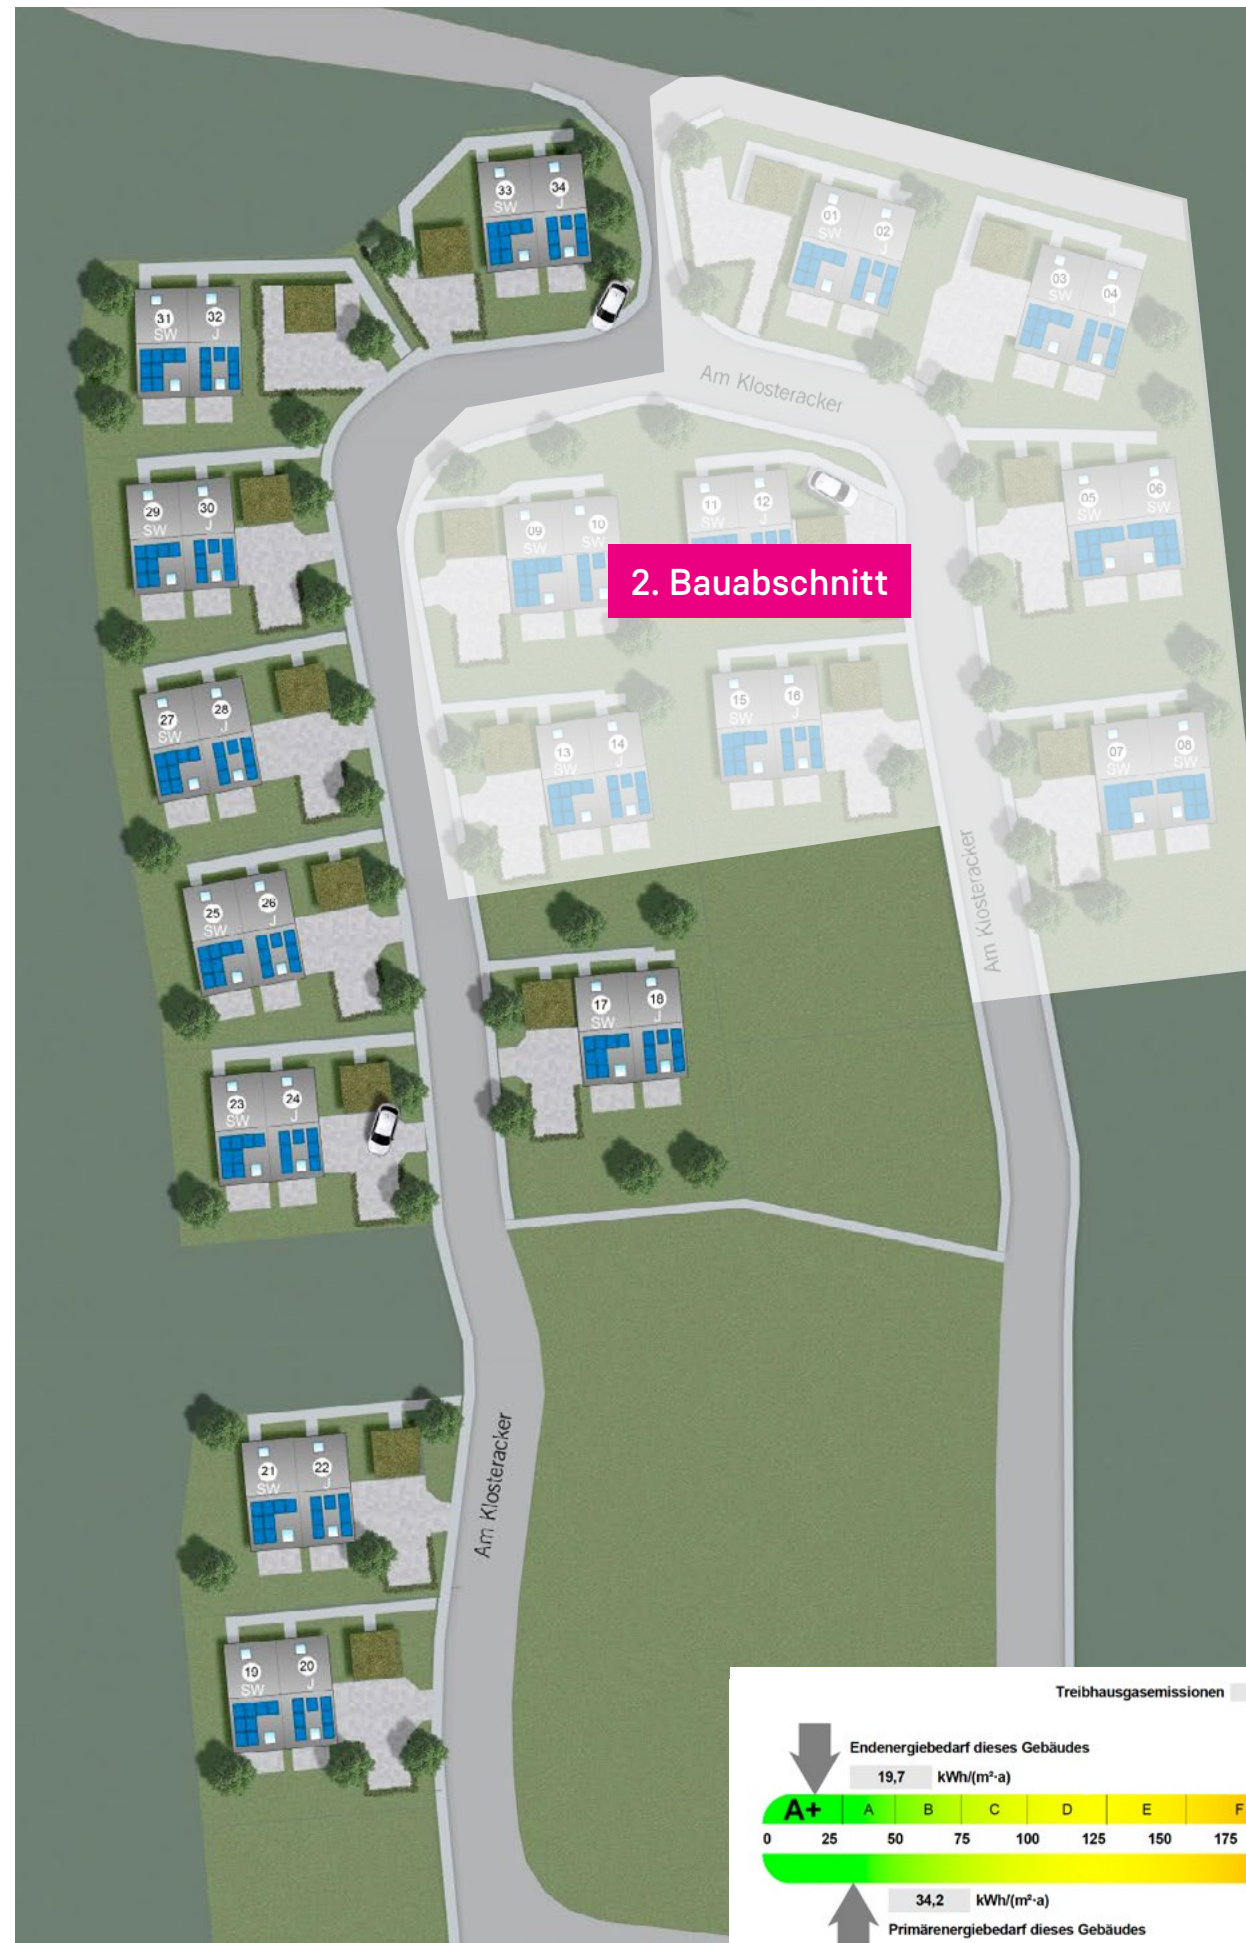 33
SW
34
J
01
SW
02
J
03
SW
04
J
31
SW
32
J
Am Klosteracker
29
SW
30
J
09
SW
10
SW
11
SW
12
J
05
SW
06
SW
2. Bauabschnitt
27
SW
28
J
13
SW
14
J
15
SW
16
J
07
SW
08
SW
25
SW
26
J
Am Klosteracker
17
SW
18
J
23
SW
24
J
21
SW
22
J
Am Klosteracker
19
SW
20
J
Treibhausgasemissionen
Endenergiebedarf dieses Gebäudes
19,7 kWh/(m²·a)
A+ A B C D E F
0 25 50 75 100 125 150 175
34,2 kWh/(m²·a)
Primärenergiebedarf dieses Gebäudes